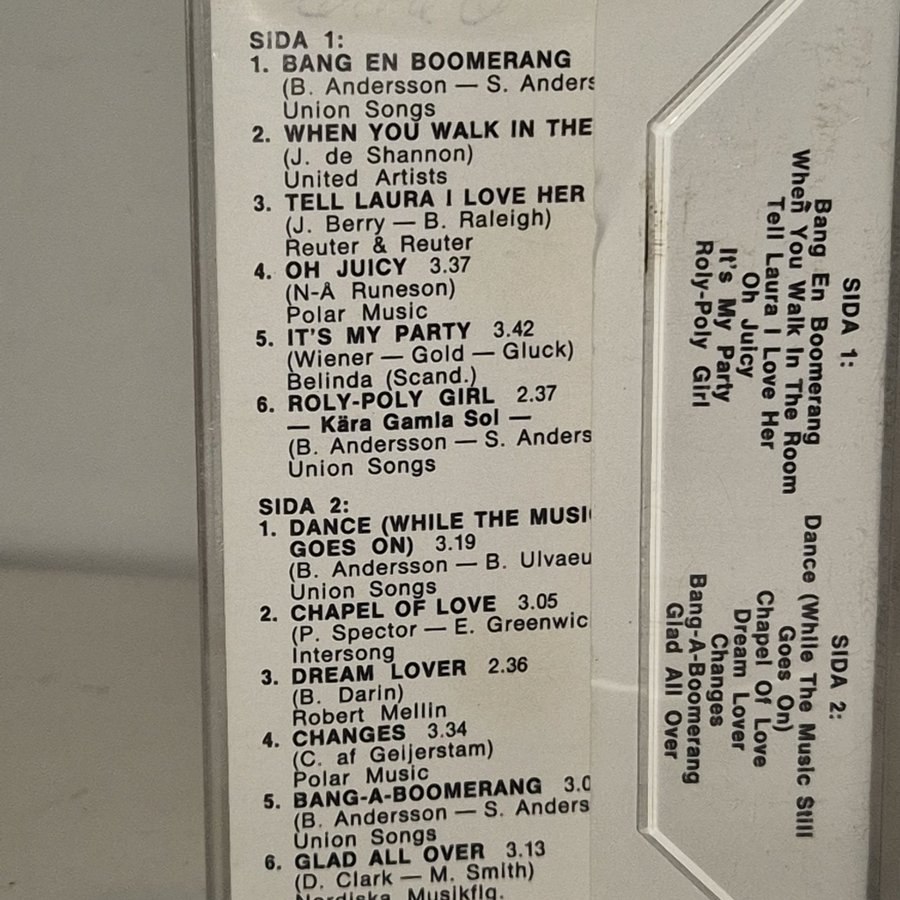 SIDA 1:
1. BANG EN BOOMERANG
(B. Andersson — S. Anders
Union Songs
2. WHEN YOU WALK IN THE
(J. de Shannon)
United Artists
3. TELL LAURA I LOVE HER
(J. Berry — B. Raleigh)
Reuter & Reuter
4. OH JUICY 3.37
(N-Å Runeson)
Polar Music
5. IT'S MY PARTY 3.42
(Wiener — Gold — Gluck)
Belinda (Scand.)
6. ROLY-POLY GIRL 2.37
— Kära Gamla Sol —
(B. Andersson — S. Anders
Union Songs
SIDA 2:
1. DANCE (WHILE THE MUSI
GOES ON) 3.19
(B. Andersson — B. Ulvaeu
Union Songs
2. CHAPEL OF LOVE 3.05
(P. Spector — E. Greenwic
Intersong
3. DREAM LOVER 2.36
(B. Darin)
Robert Mellin
4. CHANGES 3.34
(C. af Geijerstam)
Polar Music
5. BANG-A-BOOMERANG 3.0
(B. Andersson — S. Anders
Union Songs
6. GLAD ALL OVER 3.13
(D. Clark — M. Smith)
Nordiska Musikflg.
SIDA 1:
Bang En Boomerang
When You Walk In The Room
Tell Laura I Love Her
Oh Juicy
It's My Party
Roly-Poly Girl
SIDA 2:
Dance (While The Music Still
Goes On)
Chapel Of Love
Dream Lover
Changes
Bang-A-Boomerang
Glad All Over